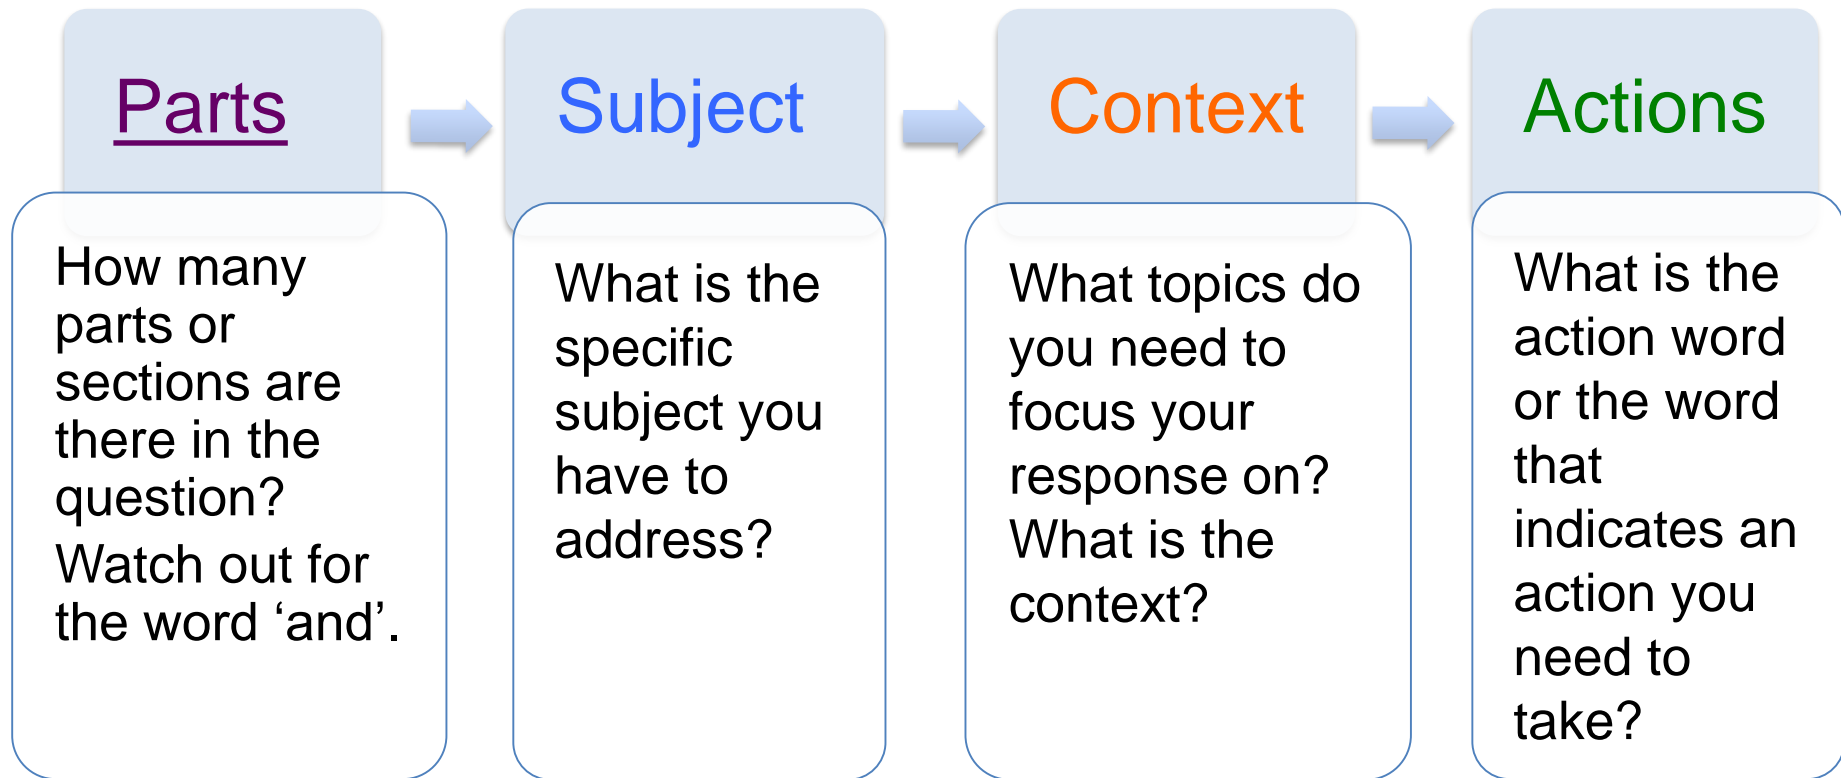 Parts
How many
parts or
sections are
there in the
question?
Watch out for
the word ‘and’.
Subject
What is the
specific
subject you
have to
address?
Context
What topics do
you need to
focus your
response on?
What is the
context?
Actions
What is the
action word
or the word
that
indicates an
action you
need to
take?